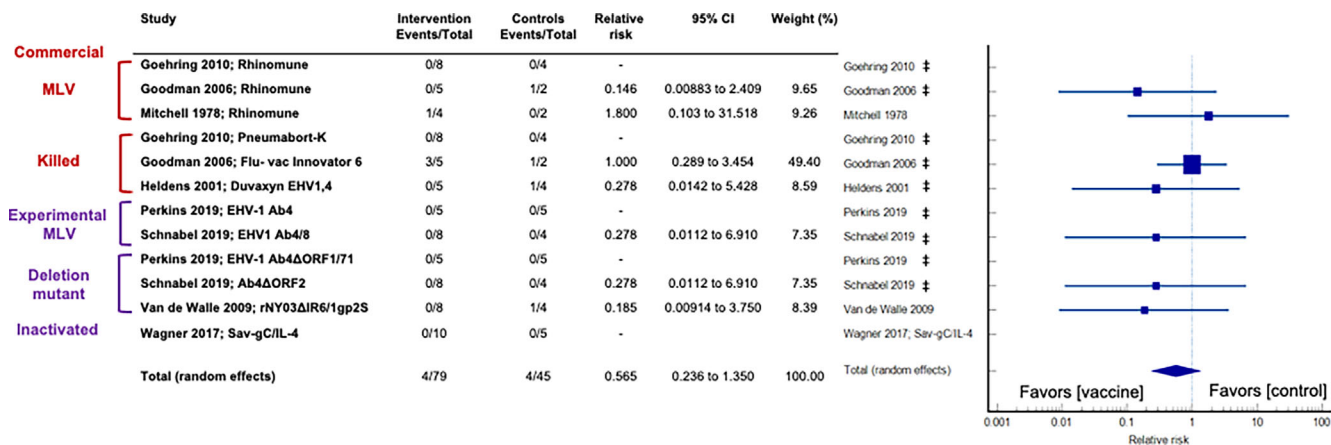 Study Intervention Events/Total Controls Events/Total Relative risk 95% CI Weight (%)
Commercial
MLV
Goehring 2010; Rhinomune 0/8 0/4 - Goehring 2010 ‡
Goodman 2006; Rhinomune 0/5 1/2 0.146 0.00883 to 2.409 9.65 Goodman 2006 ‡
Mitchell 1978; Rhinomune 1/4 0/2 1.800 0.103 to 31.518 9.26 Mitchell 1978
Killed
Goehring 2010; Pneumabort-K 0/8 0/4 - Goehring 2010 ‡
Goodman 2006; Flu- vac Innovator 6 3/5 1/2 1.000 0.289 to 3.454 49.40 Goodman 2006 ‡
Heldens 2001; Duvaxyn EHV1,4 0/5 1/4 0.278 0.0142 to 5.428 8.59 Heldens 2001 ‡
Experimental
MLV
Perkins 2019; EHV-1 Ab4 0/5 0/5 - Perkins 2019 ‡
Schnabel 2019; EHV1 Ab4/8 0/8 0/4 0.278 0.0112 to 6.910 7.35 Schnabel 2019 ‡
Deletion
mutant
Perkins 2019; EHV-1 Ab4ΔORF1/71 0/5 0/5 - Perkins 2019 ‡
Schnabel 2019; Ab4ΔORF2 0/8 0/4 0.278 0.0112 to 6.910 7.35 Schnabel 2019 ‡
Van de Walle 2009; rNY03ΔIR6/1gp2S 0/8 1/4 0.185 0.00914 to 3.750 8.39 Van de Walle 2009
Inactivated
Wagner 2017; Sav-gC/IL-4 0/10 0/5 - Wagner 2017; Sav-gC/IL-4
Total (random effects) 4/79 4/45 0.565 0.236 to 1.350 100.00 Total (random effects)
Favors [vaccine] Favors [control]
0.001 0.01 0.1 1 10 100
Relative risk